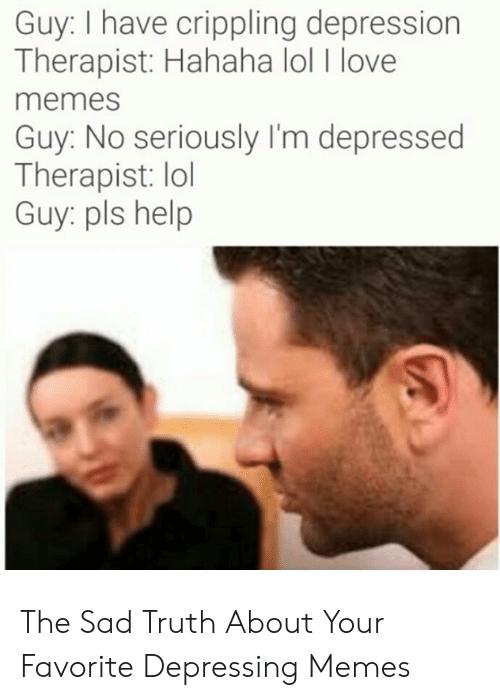 Guy: I have crippling depression
Therapist: Hahaha lol I love
memes
Guy: No seriously I'm depressed
Therapist: lol
Guy: pls help
The Sad Truth About Your
Favorite Depressing Memes